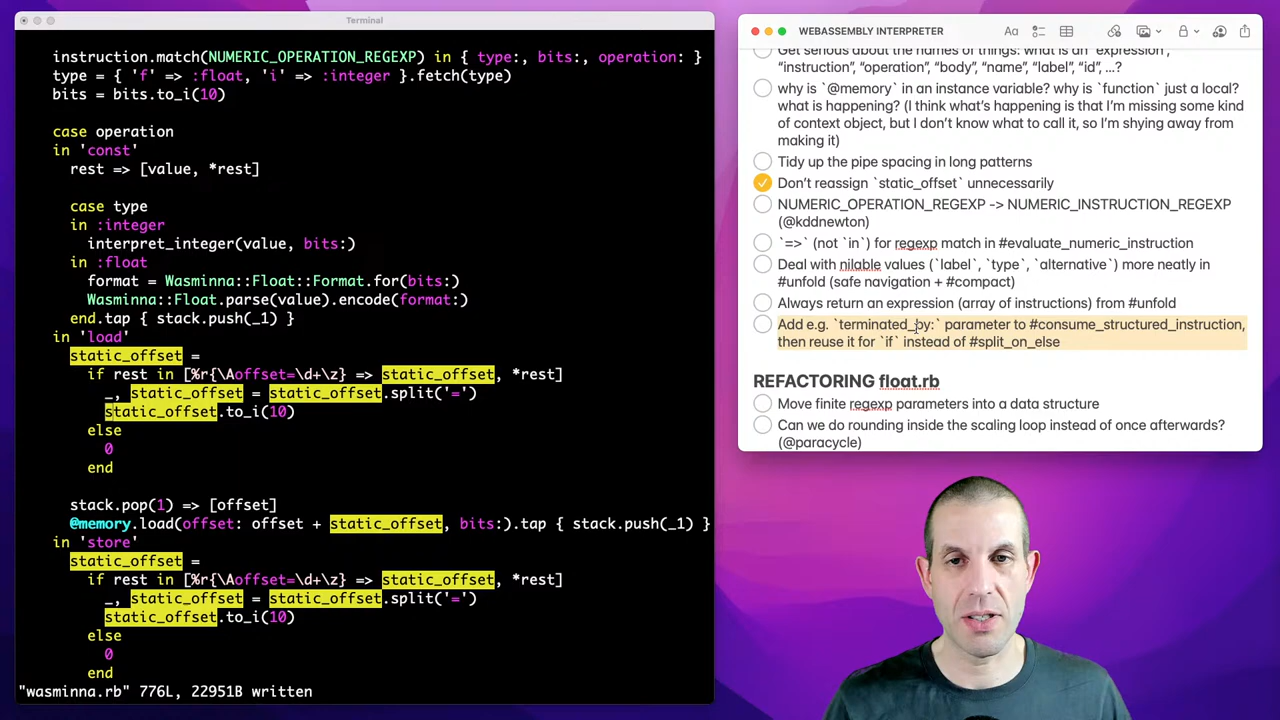 Terminal
instruction.match(NUMERIC_OPERATION_REGEXP) in { type:, bits:, operation: }
type = { 'f' => :float, 'i' => :integer }.fetch(type)
bits = bits.to_i(10)
case operation
in 'const'
rest => [value, *rest]
case type
in :integer
interpret_integer(value, bits:)
in :float
format = Wasminna::Float::Format.for(bits:)
Wasminna::Float.parse(value).encode(format:)
end.tap { stack.push(_1) }
in 'load'
static_offset =
if rest in [%r{\Aoffset=\d+\z} => static_offset, *rest]
_, static_offset = static_offset.split('=')
static_offset.to_i(10)
else
0
end
stack.pop(1) => [offset]
@memory.load(offset: offset + static_offset, bits:).tap { stack.push(_1) }
in 'store'
static_offset =
if rest in [%r{\Aoffset=\d+\z} => static_offset, *rest]
_, static_offset = static_offset.split('=')
static_offset.to_i(10)
else
0
end
"wasminna.rb" 776L, 22951B written
WEBASSEMBLY INTERPRETER
Aa
Get serious about the names of things: what is an “expression”,
“instruction”, “operation”, “body”, “name”, “label”, “id”, …?
why is `@memory` in an instance variable? why is `function` just a local?
what is happening? (I think what’s happening is that I’m missing some kind
of context object, but I don’t know what to call it, so I’m shying away from
making it)
Tidy up the pipe spacing in long patterns
Don’t reassign `static_offset` unnecessarily
NUMERIC_OPERATION_REGEXP -> NUMERIC_INSTRUCTION_REGEXP
(@kddnewton)
`=>` (not `in`) for regexp match in #evaluate_numeric_instruction
Deal with nilable values (`label`, `type`, `alternative`) more neatly in
#unfold (safe navigation + #compact)
Always return an expression (array of instructions) from #unfold
Add e.g. `terminated_by:` parameter to #consume_structured_instruction,
then reuse it for `if` instead of #split_on_else
REFACTORING float.rb
Move finite regexp parameters into a data structure
Can we do rounding inside the scaling loop instead of once afterwards?
(@paracycle)